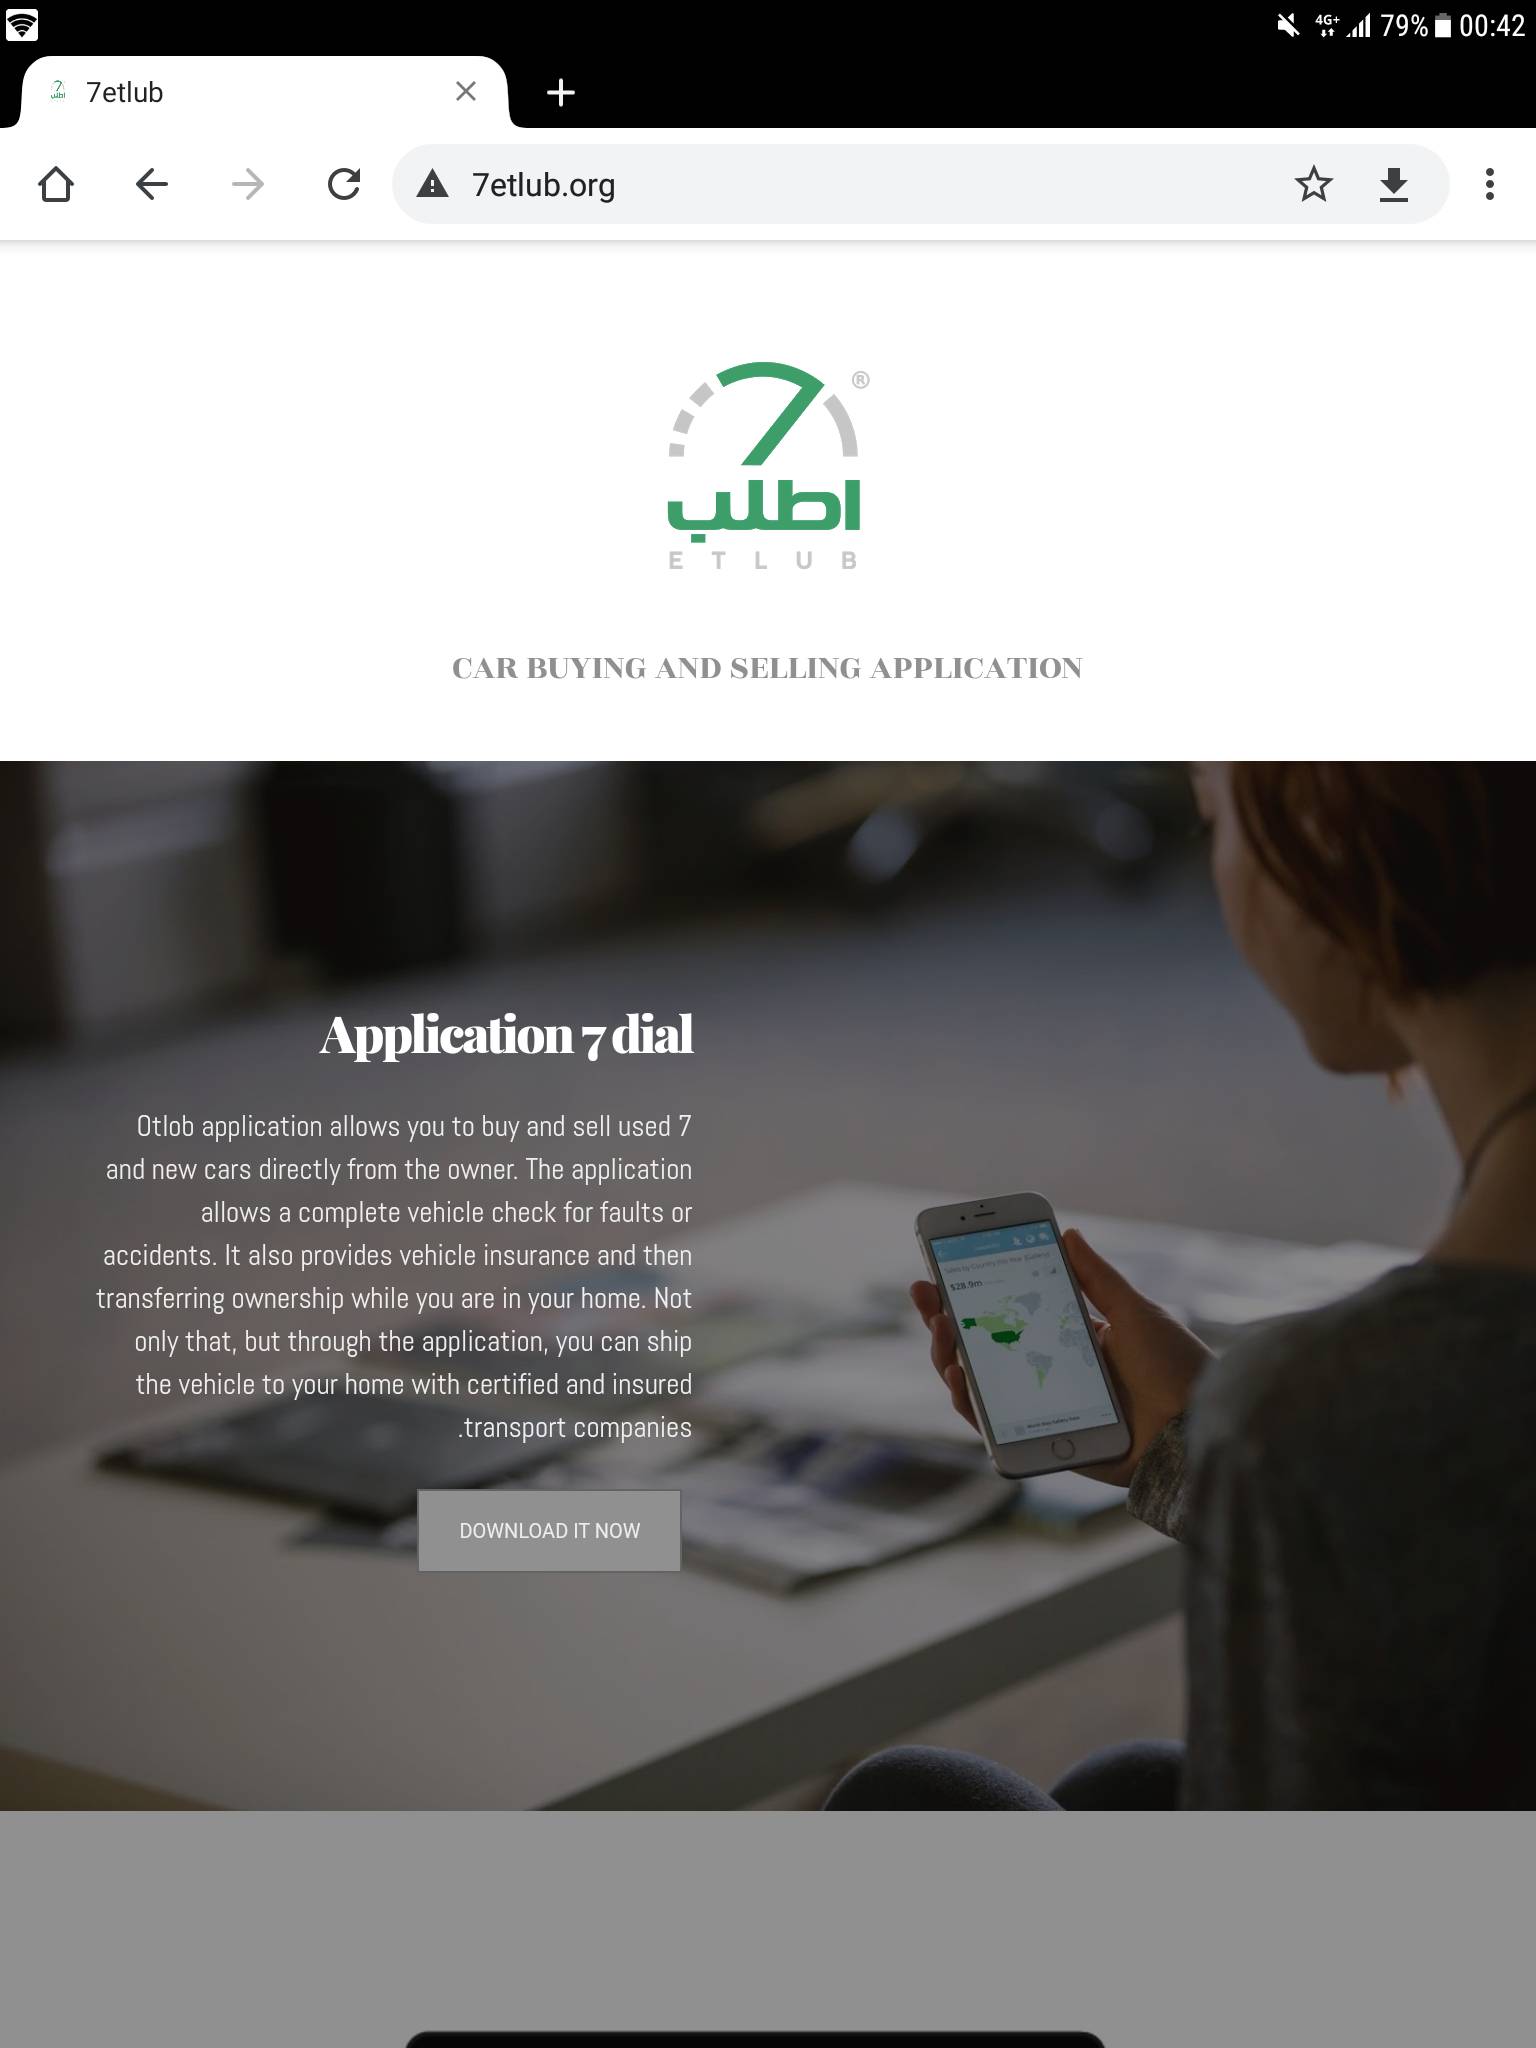 4G+ 79% 00:42
7etlub
7etlub.org
7 ®
اطلب
ETLUB
CAR BUYING AND SELLING APPLICATION
Application 7 dial
Otlob application allows you to buy and sell used 7
and new cars directly from the owner. The application
allows a complete vehicle check for faults or
accidents. It also provides vehicle insurance and then
transferring ownership while you are in your home. Not
only that, but through the application, you can ship
the vehicle to your home with certified and insured
.transport companies
$28.9m
DOWNLOAD IT NOW